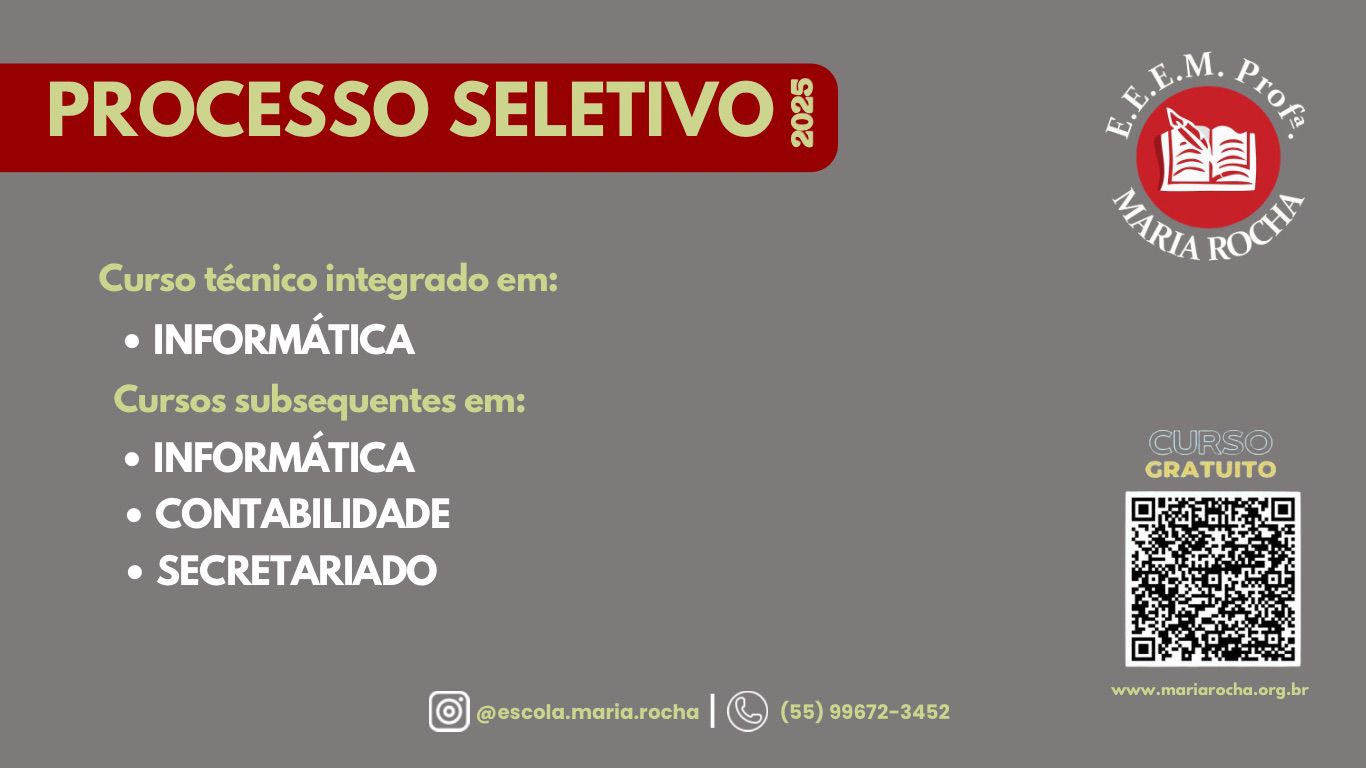 PROCESSO SELETIVO 2025
E.E.E.M. Profª.
MARIA ROCHA
Curso técnico integrado em:
• INFORMÁTICA
Cursos subsequentes em:
• INFORMÁTICA
• CONTABILIDADE
• SECRETARIADO
CURSO
GRATUITO
www.mariarocha.org.br
@escola.maria.rocha | (55) 99672-3452